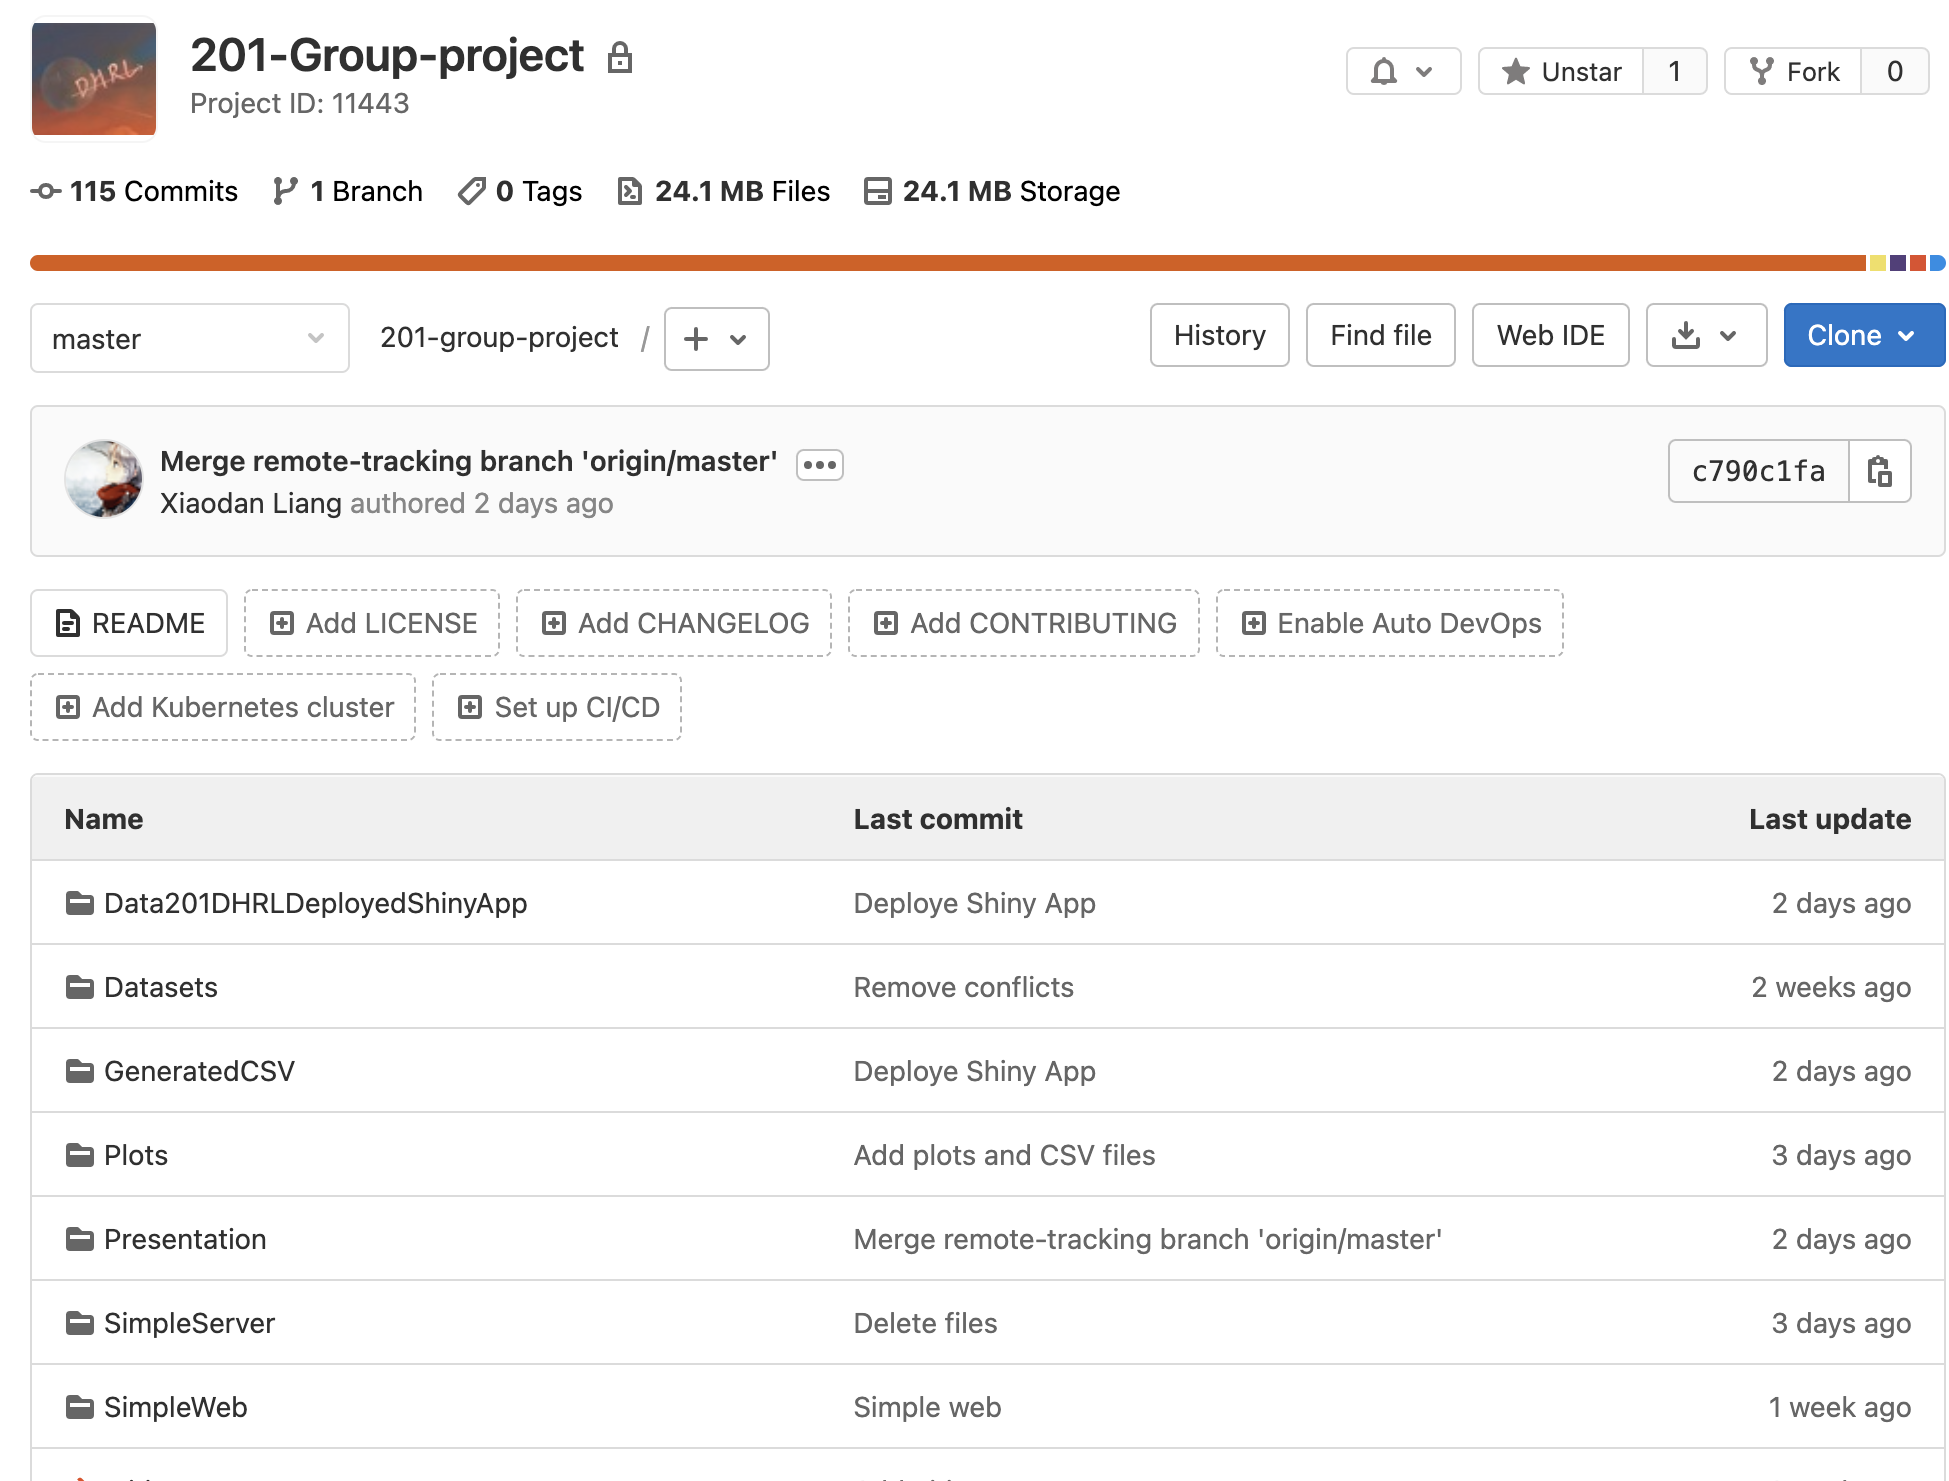 DHRL
201-Group-project
Project ID: 11443
Unstar 1
Fork 0
115 Commits 1 Branch 0 Tags 24.1 MB Files 24.1 MB Storage
master
201-group-project /
History
Find file
Web IDE
Clone
Merge remote-tracking branch 'origin/master'
Xiaodan Liang authored 2 days ago
c790c1fa
README
Add LICENSE
Add CHANGELOG
Add CONTRIBUTING
Enable Auto DevOps
Add Kubernetes cluster
Set up CI/CD
Name Last commit Last update
Data201DHRLDeployedShinyApp Deploye Shiny App 2 days ago
Datasets Remove conflicts 2 weeks ago
GeneratedCSV Deploye Shiny App 2 days ago
Plots Add plots and CSV files 3 days ago
Presentation Merge remote-tracking branch 'origin/master' 2 days ago
SimpleServer Delete files 3 days ago
SimpleWeb Simple web 1 week ago